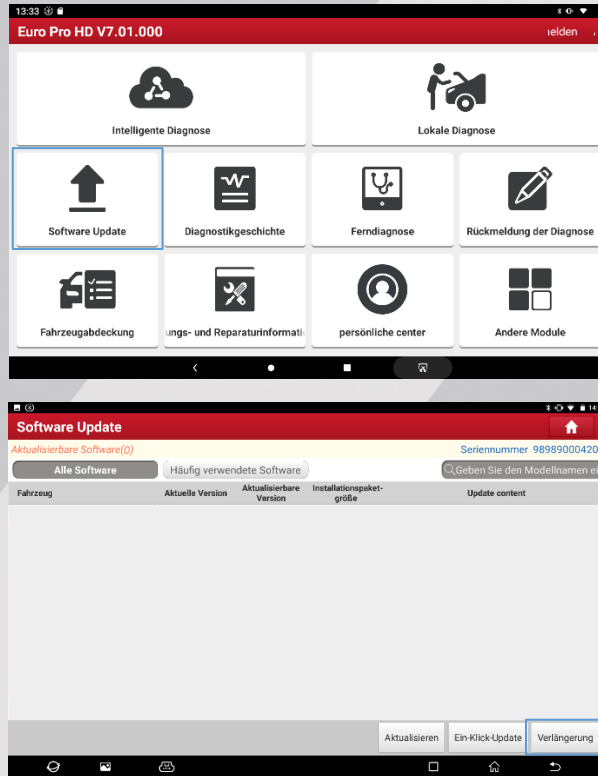 13:33
Euro Pro HD V7.01.000
Intelligente Diagnose
Lokale Diagnose
Software Update
Diagnostikgeschichte
Ferndiagnose
Rückmeldung der Diagnose
Fahrzeugabdeckung
ungs- und Reparaturinformati
persönliche center
Andere Module
Software Update
Aktualisierbare Software(0)
Seriennummer 98989000420
Alle Software
Häufig verwendete Software
Geben Sie den Modellnamen ei
Fahrzeug
Aktuelle Version
Aktualisierbare
Version
Installationspaket-
größe
Update content
Aktualisieren
Ein-Klick-Update
Verlängerung